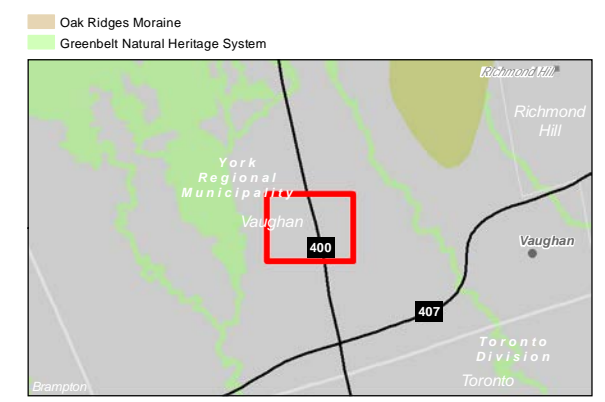 Oak Ridges Moraine
Greenbelt Natural Heritage System
Richmond Hill
Richmond
Hill
York
Regional
Municipality
Vaughan
400
Vaughan
407
Toronto
Division
Toronto
Brampton